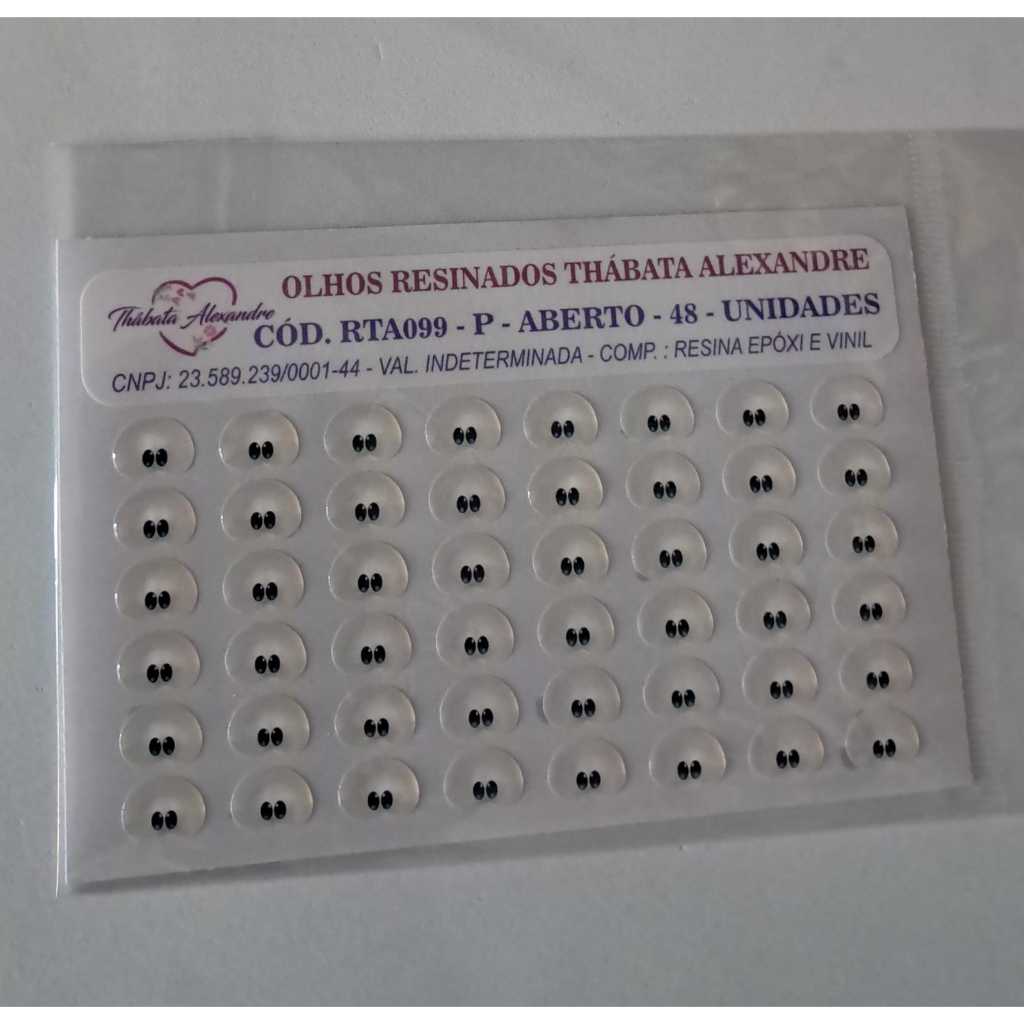 Thábata Alexandre
OLHOS RESINADOS THÁBATA ALEXANDRE
CÓD. RTA099 - P - ABERTO - 48 - UNIDADES
CNPJ: 23.589.239/0001-44 - VAL. INDETERMINADA - COMP. : RESINA EPÓXI E VINIL